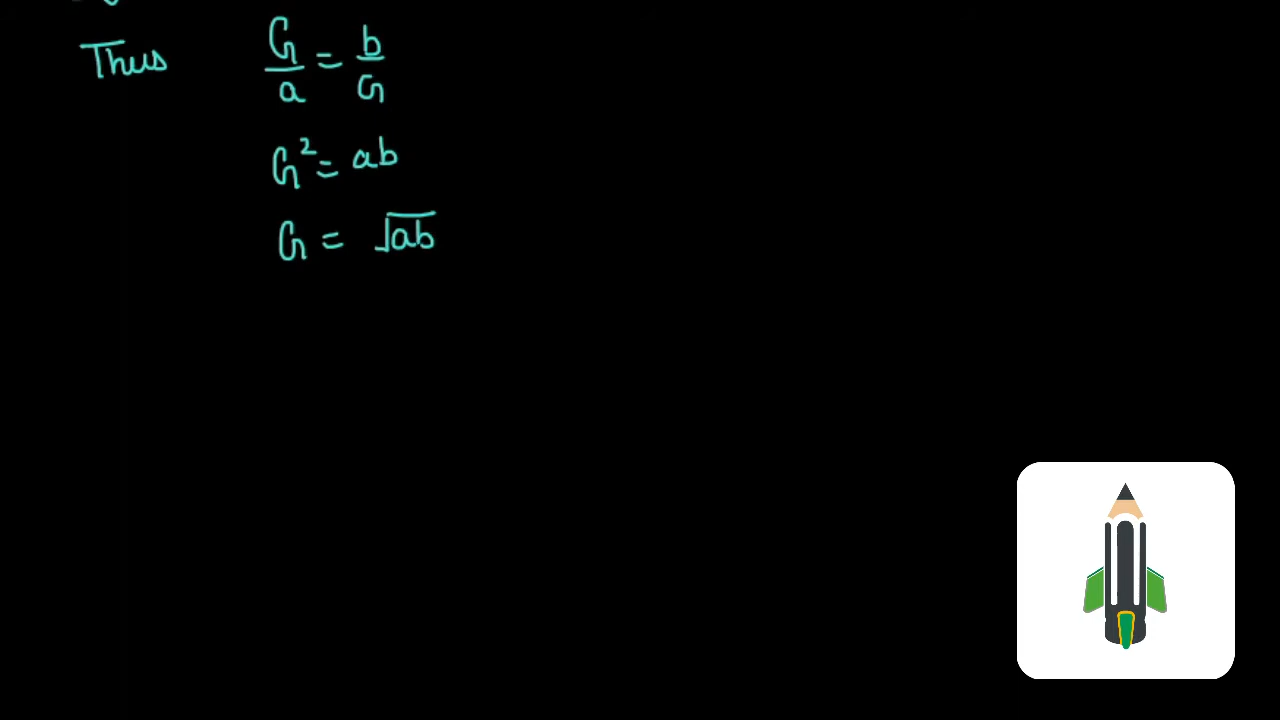 Thus G/a = b/G
G² = ab
G = √ab